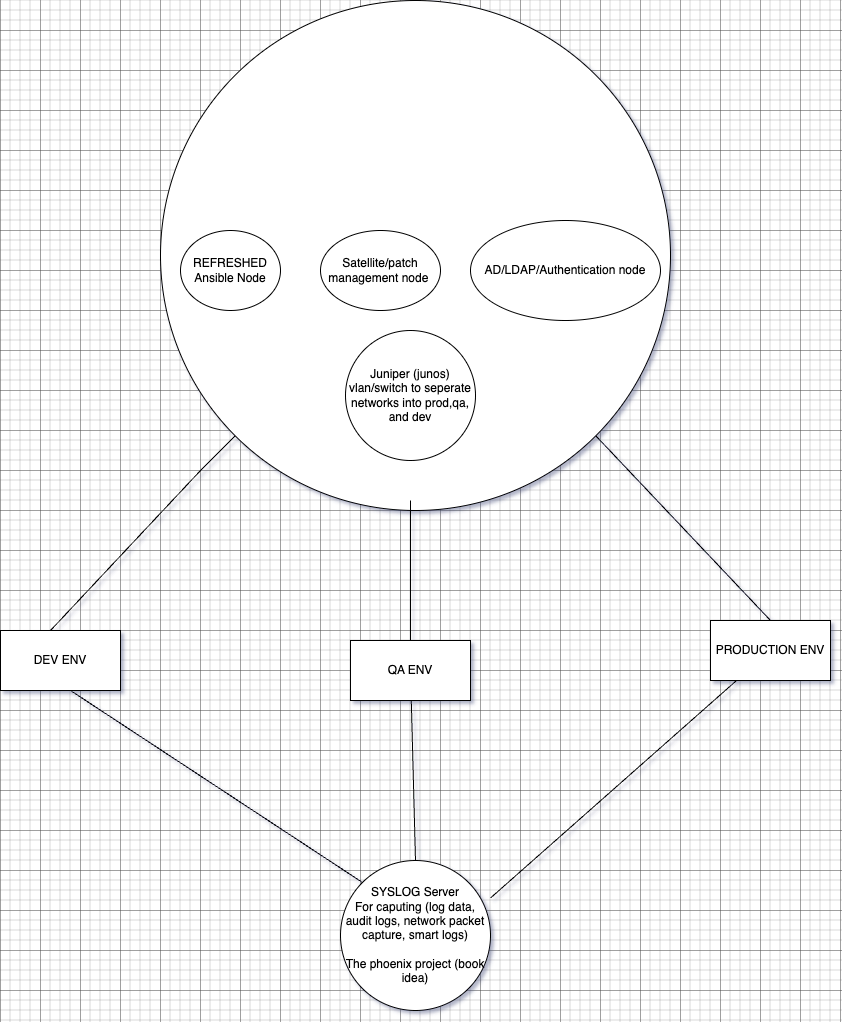 REFRESHED
Ansible Node
Satellite/patch
management node
AD/LDAP/Authentication node
Juniper (junos)
vlan/switch to seperate
networks into prod,qa,
and dev
DEV ENV
QA ENV
PRODUCTION ENV
SYSLOG Server
For caputing (log data,
audit logs, network packet
capture, smart logs)
The phoenix project (book
idea)